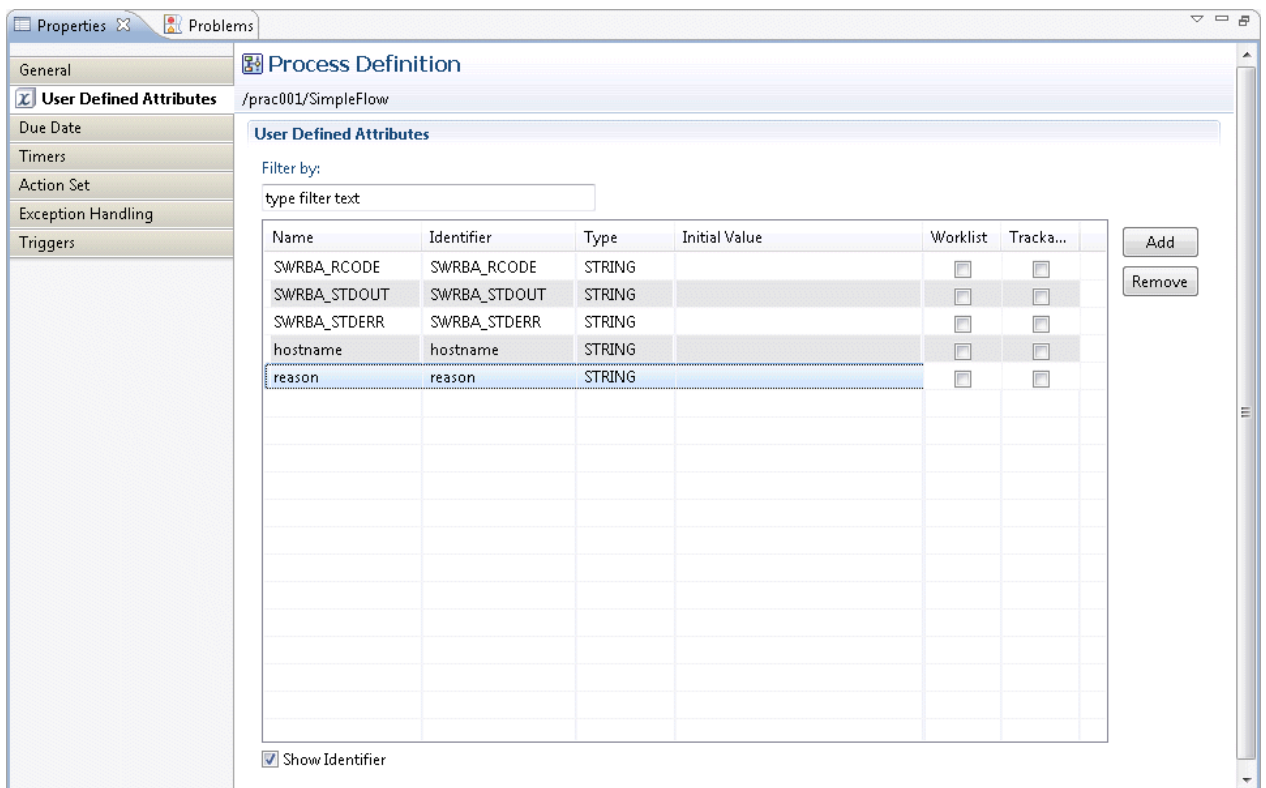 Properties Problems
General
User Defined Attributes
Due Date
Timers
Action Set
Exception Handling
Triggers
Process Definition
/prac001/SimpleFlow
User Defined Attributes
Filter by:
type filter text
Name Identifier Type Initial Value Worklist Tracka...
SWRBA_RCODE SWRBA_RCODE STRING
SWRBA_STDOUT SWRBA_STDOUT STRING
SWRBA_STDERR SWRBA_STDERR STRING
hostname hostname STRING
reason reason STRING
Add
Remove
Show Identifier